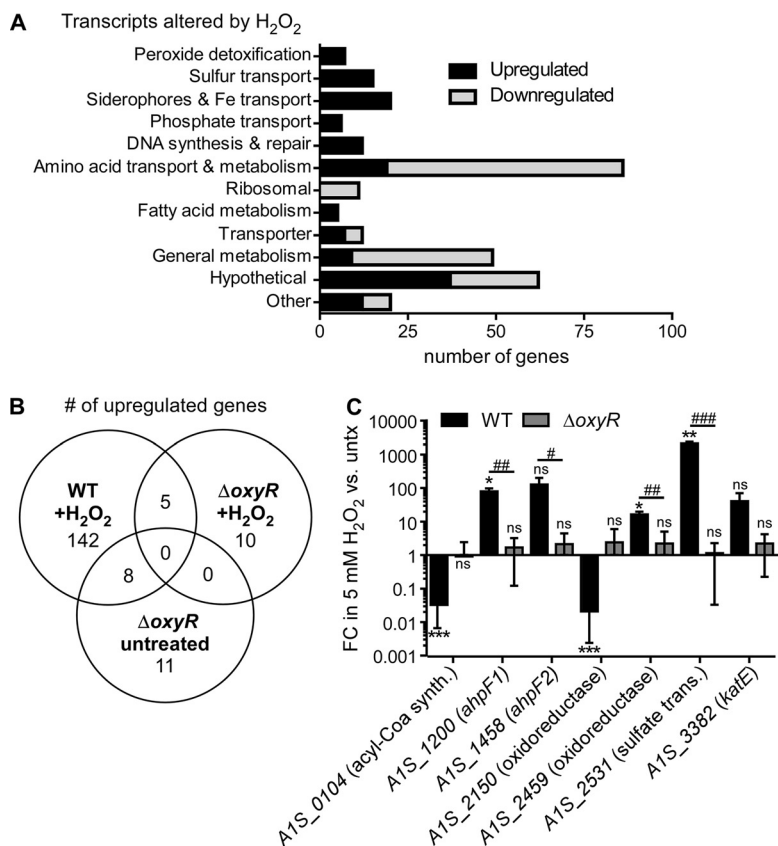 A
Transcripts altered by H₂O₂
Peroxide detoxification
Sulfur transport
Siderophores & Fe transport
Phosphate transport
DNA synthesis & repair
Amino acid transport & metabolism
Ribosomal
Fatty acid metabolism
Transporter
General metabolism
Hypothetical
Other
Upregulated
Downregulated
0 25 50 75 100
number of genes
B
# of upregulated genes
WT
+H₂O₂
142
5
ΔoxyR
+H₂O₂
10
0
8
0
ΔoxyR
untreated
11
C
WT ΔoxyR
FC in 5 mM H₂O₂ vs. untx
10000
1000
100
10
1
0.1
0.01
0.001
***
ns
*
##
ns
ns
#
ns
***
ns
*
##
ns
**
###
ns
ns
ns
A1S_0104 (acyl-Coa synth.)
A1S_1200 (ahpF1)
A1S_1458 (ahpF2)
A1S_2150 (oxidoreductase)
A1S_2459 (oxidoreductase)
A1S_2531 (sulfate trans.)
A1S_3382 (katE)